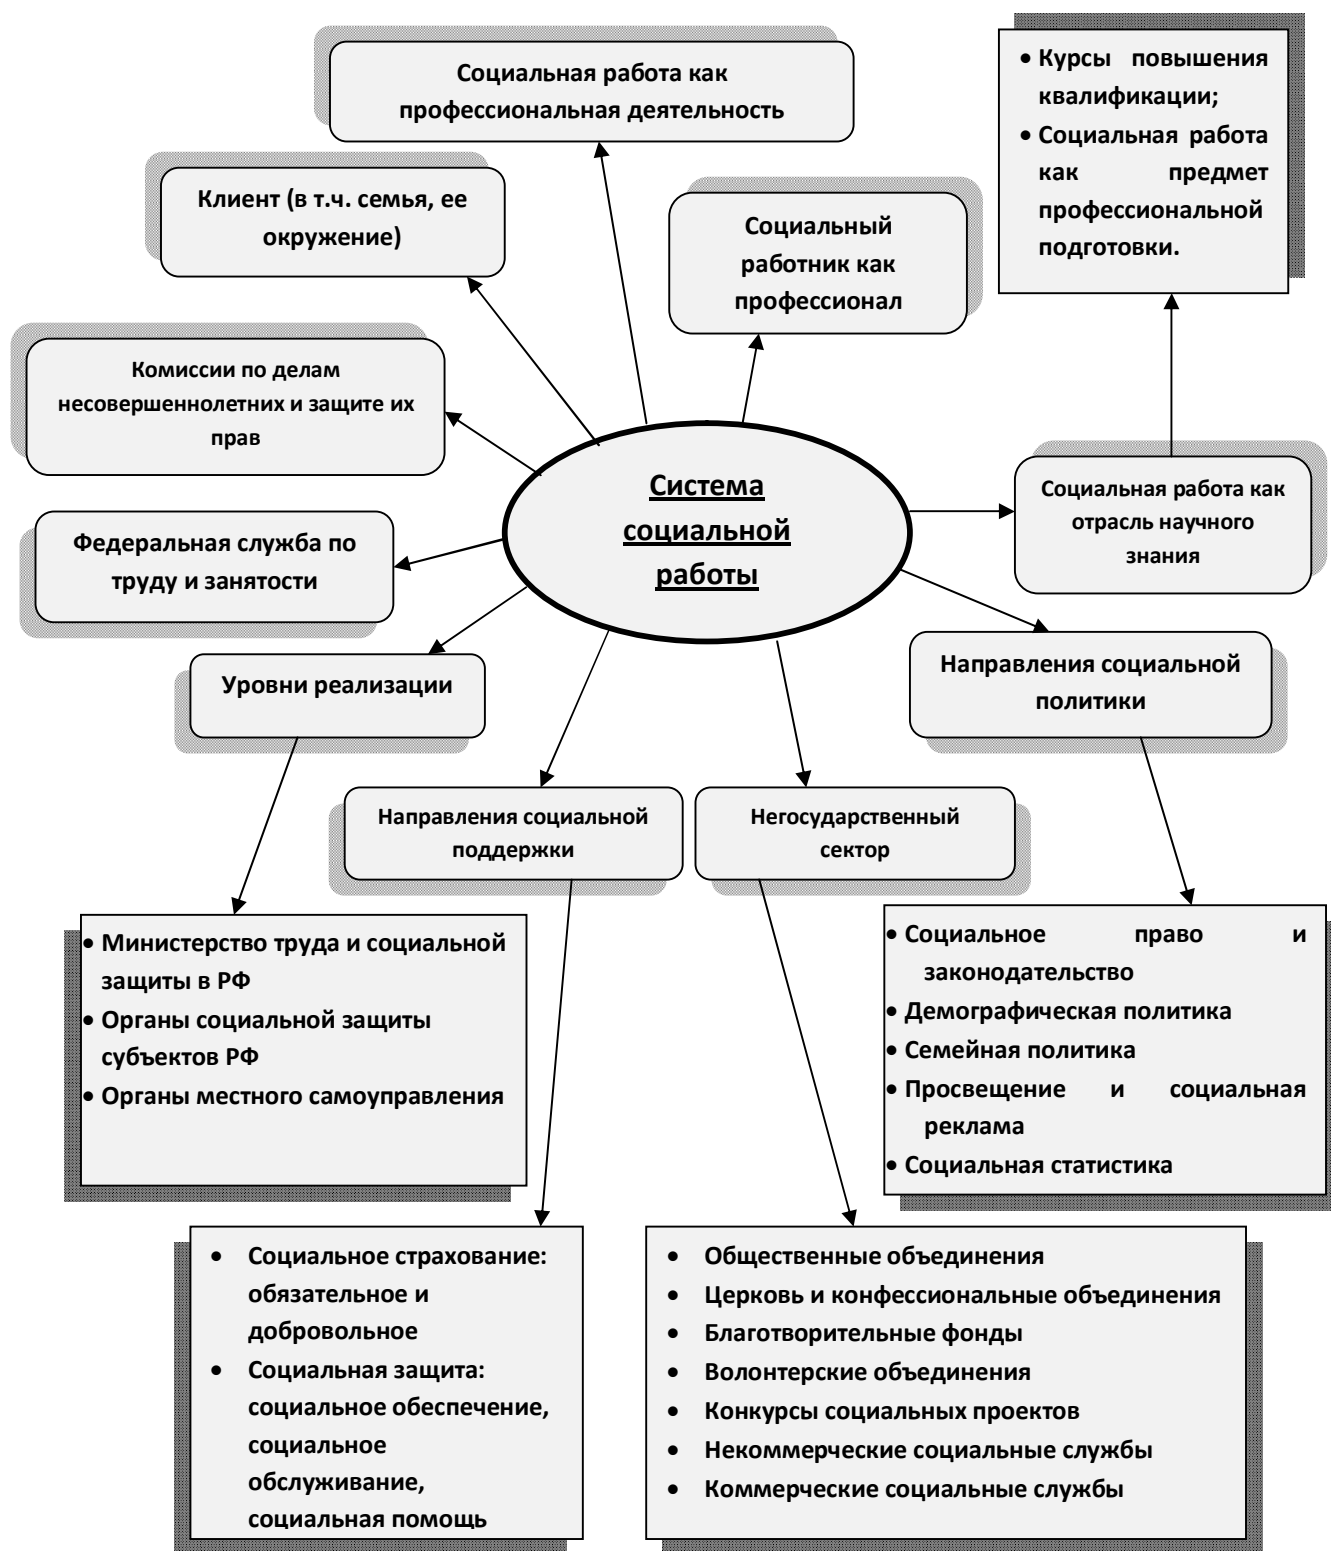 Социальная работа как
профессиональная деятельность
• Курсы повышения
квалификации;
• Социальная работа
как предмет
профессиональной
подготовки.
Клиент (в т.ч. семья, ее
окружение)
Социальный
работник как
профессионал
Комиссии по делам
несовершеннолетних и защите их
прав
Система
социальной
работы
Социальная работа как
отрасль научного
знания
Федеральная служба по
труду и занятости
Уровни реализации
Направления социальной
политики
Направления социальной
поддержки
Негосударственный
сектор
• Министерство труда и социальной
защиты в РФ
• Органы социальной защиты
субъектов РФ
• Органы местного самоуправления
• Социальное право и
законодательство
• Демографическая политика
• Семейная политика
• Просвещение и социальная
реклама
• Социальная статистика
• Социальное страхование:
обязательное и
добровольное
• Социальная защита:
социальное обеспечение,
социальное
обслуживание,
социальная помощь
• Общественные объединения
• Церковь и конфессиональные объединения
• Благотворительные фонды
• Волонтерские объединения
• Конкурсы социальных проектов
• Некоммерческие социальные службы
• Коммерческие социальные службы